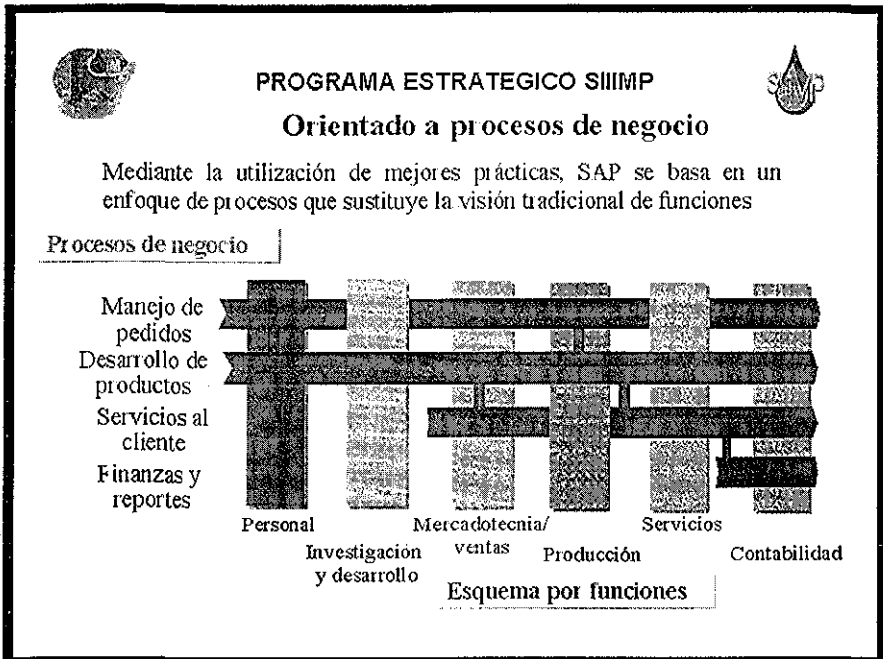 PROGRAMA ESTRATEGICO SIIIMP
Orientado a procesos de negocio
Mediante la utilización de mejores prácticas, SAP se basa en un
enfoque de procesos que sustituye la visión tradicional de funciones
Procesos de negocio
Manejo de
pedidos
Desarrollo de
productos
Servicios al
cliente
Finanzas y
reportes
Personal
Investigación
y desarrollo
Mercadotecnia/
ventas
Producción
Servicios
Contabilidad
Esquema por funciones